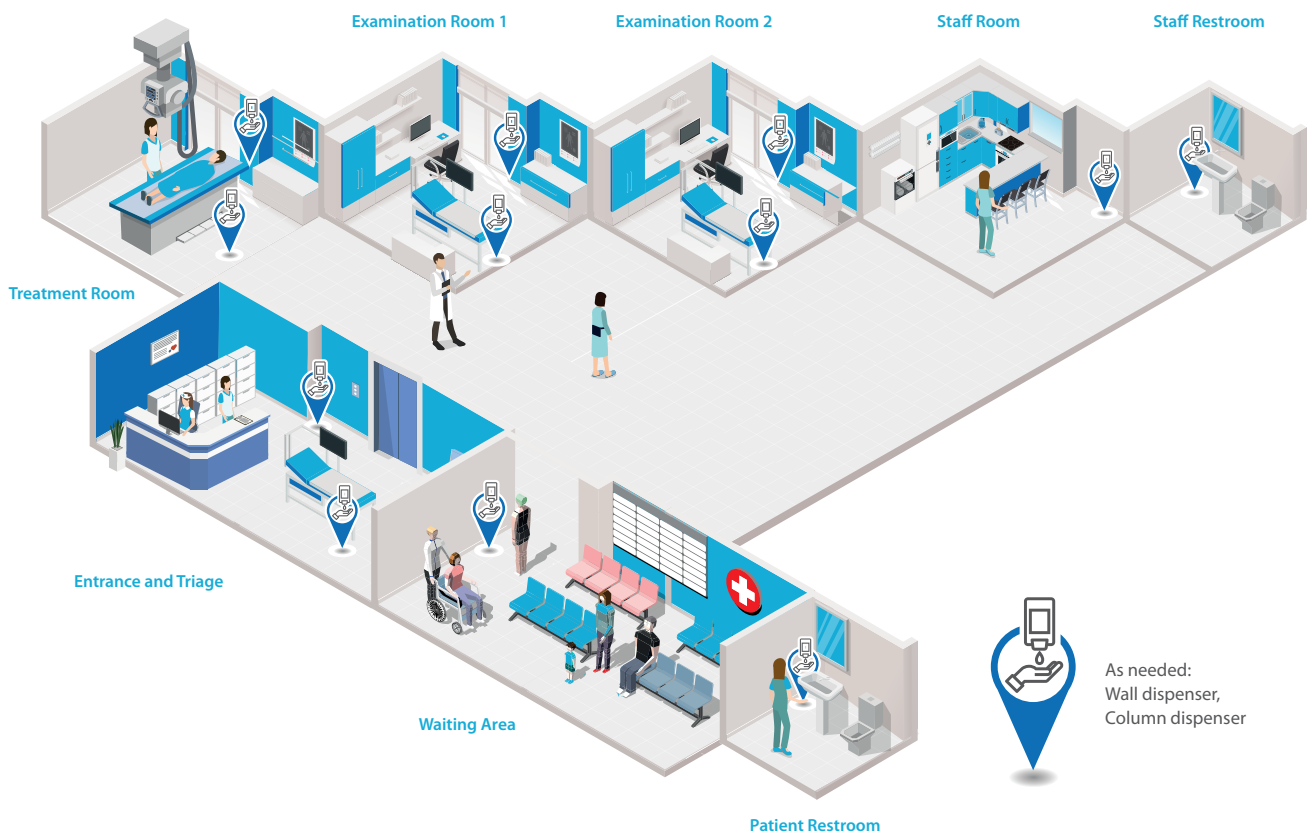 Examination Room 1
Examination Room 2
Staff Room
Staff Restroom
Treatment Room
Entrance and Triage
Waiting Area
Patient Restroom
As needed:
Wall dispenser,
Column dispenser